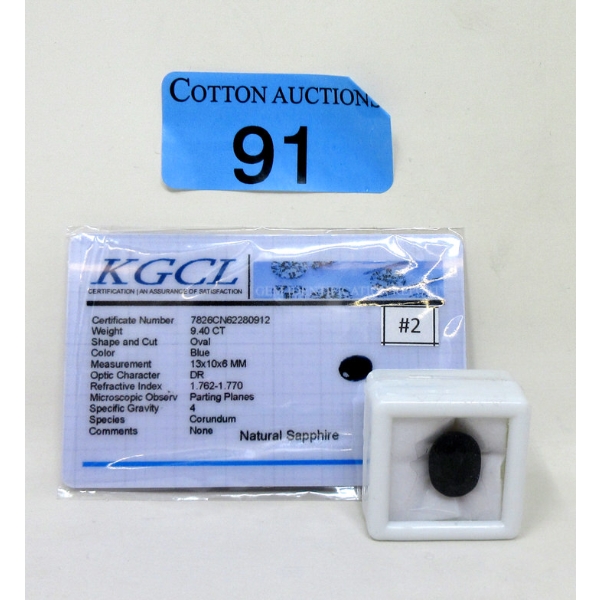 COTTON AUCTIONS
91
KGCL
CERTIFICATION | AN ASSURANCE OF SATISFACTION
#2
Certificate Number 7826CN62280912
Weight 9.40 CT
Shape and Cut Oval
Color Blue
Measurement 13x10x6 MM
Optic Character DR
Refractive Index 1.762-1.770
Microscopic Observ Parting Planes
Specific Gravity 4
Species Corundum
Comments None
Natural Sapphire